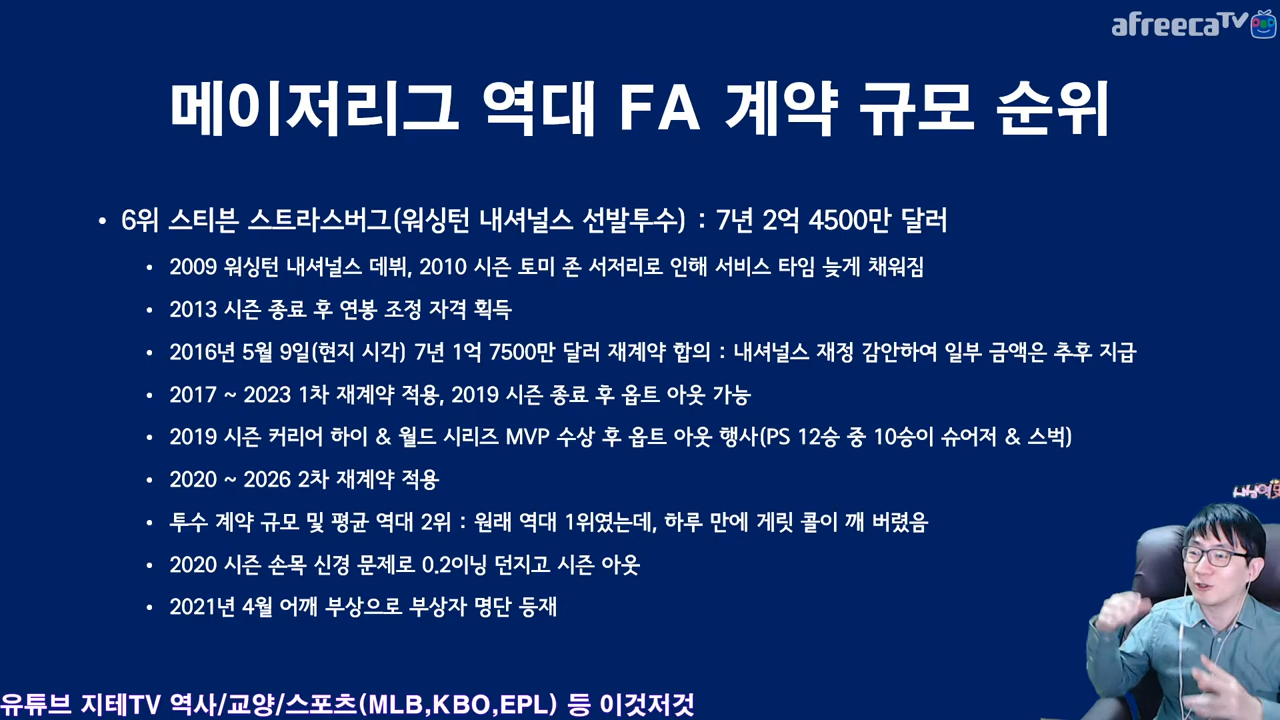 afreecaTV
메이저리그 역대 FA 계약 규모 순위
• 6위 스티븐 스트라스버그(워싱턴 내셔널스 선발투수) : 7년 2억 4500만 달러
• 2009 워싱턴 내셔널스 데뷔, 2010 시즌 토미 존 서저리로 인해 서비스 타임 늦게 채워짐
• 2013 시즌 종료 후 연봉 조정 자격 획득
• 2016년 5월 9일(현지 시각) 7년 1억 7500만 달러 재계약 합의 : 내셔널스 재정 감안하여 일부 금액은 추후 지급
• 2017 ~ 2023 1차 재계약 적용, 2019 시즌 종료 후 옵트 아웃 가능
• 2019 시즌 커리어 하이 & 월드 시리즈 MVP 수상 후 옵트 아웃 행사(PS 12승 중 10승이 슈어저 & 스벅)
• 2020 ~ 2026 2차 재계약 적용
• 투수 계약 규모 및 평균 역대 2위 : 원래 역대 1위였는데, 하루 만에 게릿 콜이 깨 버렸음
• 2020 시즌 손목 신경 문제로 0.2이닝 던지고 시즌 아웃
• 2021년 4월 어깨 부상으로 부상자 명단 등재
유튜브 지테TV 역사/교양/스포츠(MLB,KBO,EPL) 등 이것저것